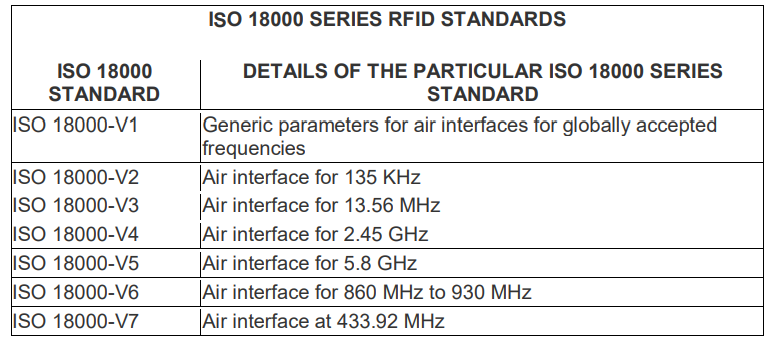 ISO 18000 SERIES RFID STANDARDS
ISO 18000
STANDARD
DETAILS OF THE PARTICULAR ISO 18000 SERIES
STANDARD
ISO 18000-V1
Generic parameters for air interfaces for globally accepted
frequencies
ISO 18000-V2
Air interface for 135 KHz
ISO 18000-V3
Air interface for 13.56 MHz
ISO 18000-V4
Air interface for 2.45 GHz
ISO 18000-V5
Air interface for 5.8 GHz
ISO 18000-V6
Air interface for 860 MHz to 930 MHz
ISO 18000-V7
Air interface at 433.92 MHz